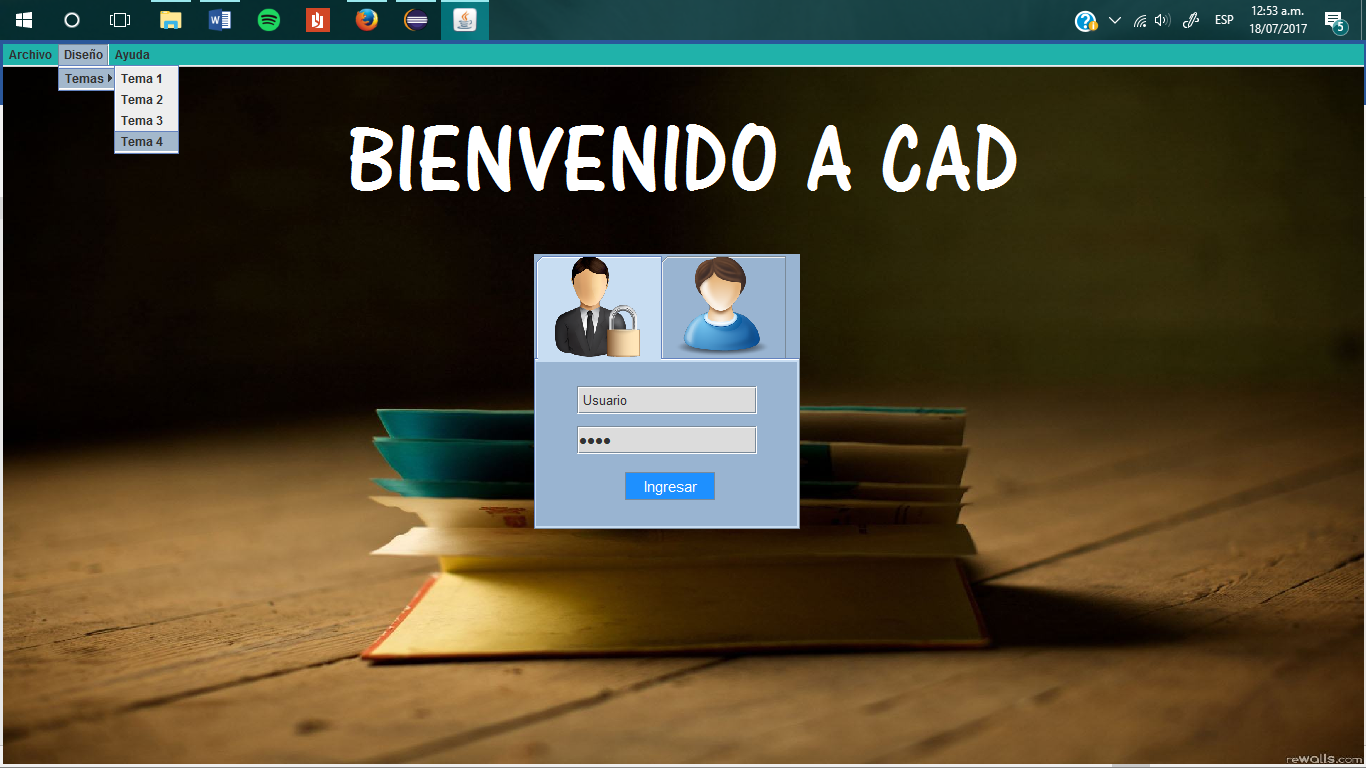 12:53 a.m.
ESP
18/07/2017
5
Archivo Diseño Ayuda
Temas
Tema 1
Tema 2
Tema 3
Tema 4
BIENVENIDO A CAD
Usuario
Ingresar
reWalls.com